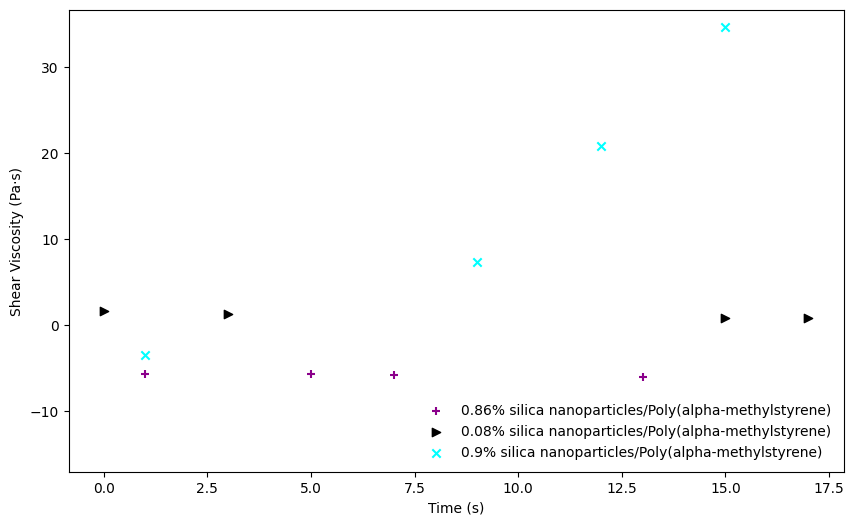 Shear Viscosity (Pa·s)
30
20
10
0
−10
0.86% silica nanoparticles/Poly(alpha-methylstyrene)
0.08% silica nanoparticles/Poly(alpha-methylstyrene)
0.9% silica nanoparticles/Poly(alpha-methylstyrene)
0.0 2.5 5.0 7.5 10.0 12.5 15.0 17.5
Time (s)